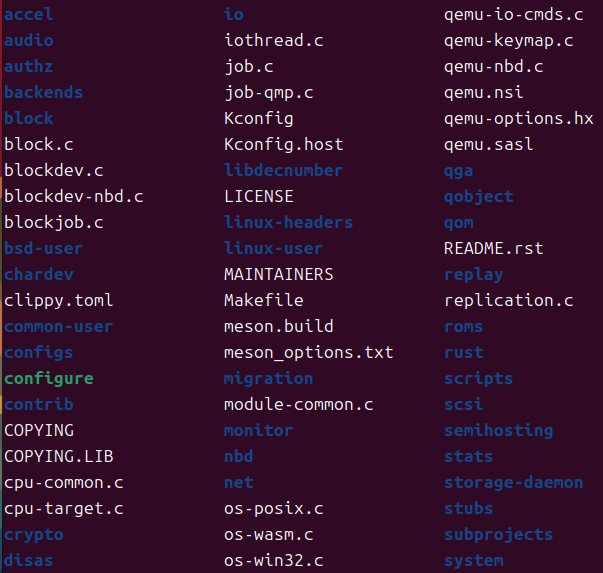 accel io qemu-io-cmds.c
audio iothread.c qemu-keymap.c
authz job.c qemu-nbd.c
backends job-qmp.c qemu.nsi
block Kconfig qemu-options.hx
block.c Kconfig.host qemu.sasl
blockdev.c libdecnumber qga
blockdev-nbd.c LICENSE qobject
blockjob.c linux-headers qom
bsd-user linux-user README.rst
chardev MAINTAINERS replay
clippy.toml Makefile replication.c
common-user meson.build roms
configs meson_options.txt rust
configure migration scripts
contrib module-common.c scsi
COPYING monitor semihosting
COPYING.LIB nbd stats
cpu-common.c net storage-daemon
cpu-target.c os-posix.c stubs
crypto os-wasm.c subprojects
disas os-win32.c system